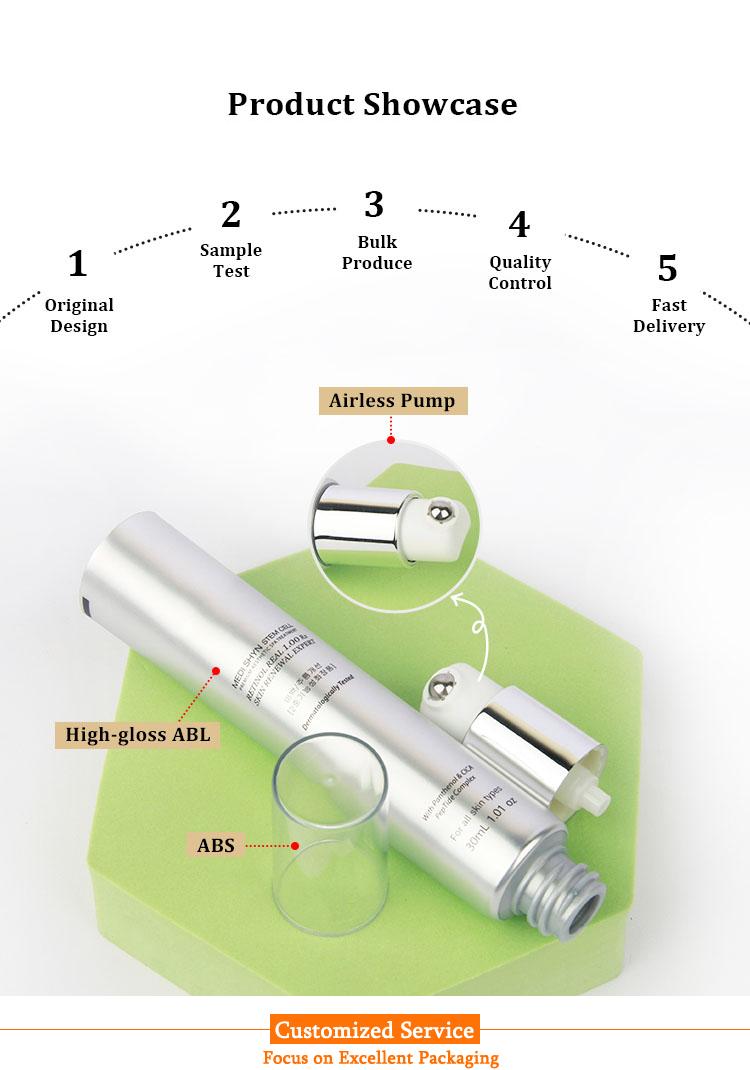 Product Showcase
1
Original
Design
2
Sample
Test
3
Bulk
Produce
4
Quality
Control
5
Fast
Delivery
Airless Pump
MEDI SHYN STEM CELL
RETINOL REAL 1.00 Rx
SKIN RENEWAL EXPERT
Dermatologically Tested
High-gloss ABL
With Panthenol & CICA
PepTide Complex
For all skin types
30mL 1.01 oz
ABS
Customized Service
Focus on Excellent Packaging